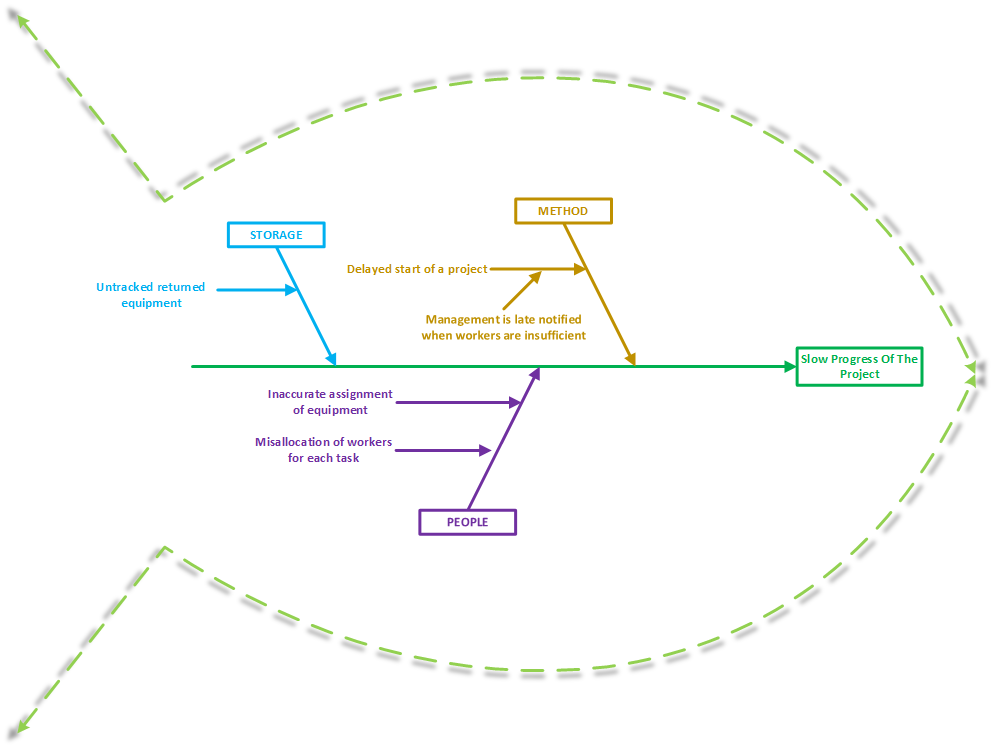 METHOD
STORAGE
Delayed start of a project
Untracked returned
equipment
Management is late notified
when workers are insufficient
Slow Progress Of The
Project
Inaccurate assignment
of equipment
Misallocation of workers
for each task
PEOPLE